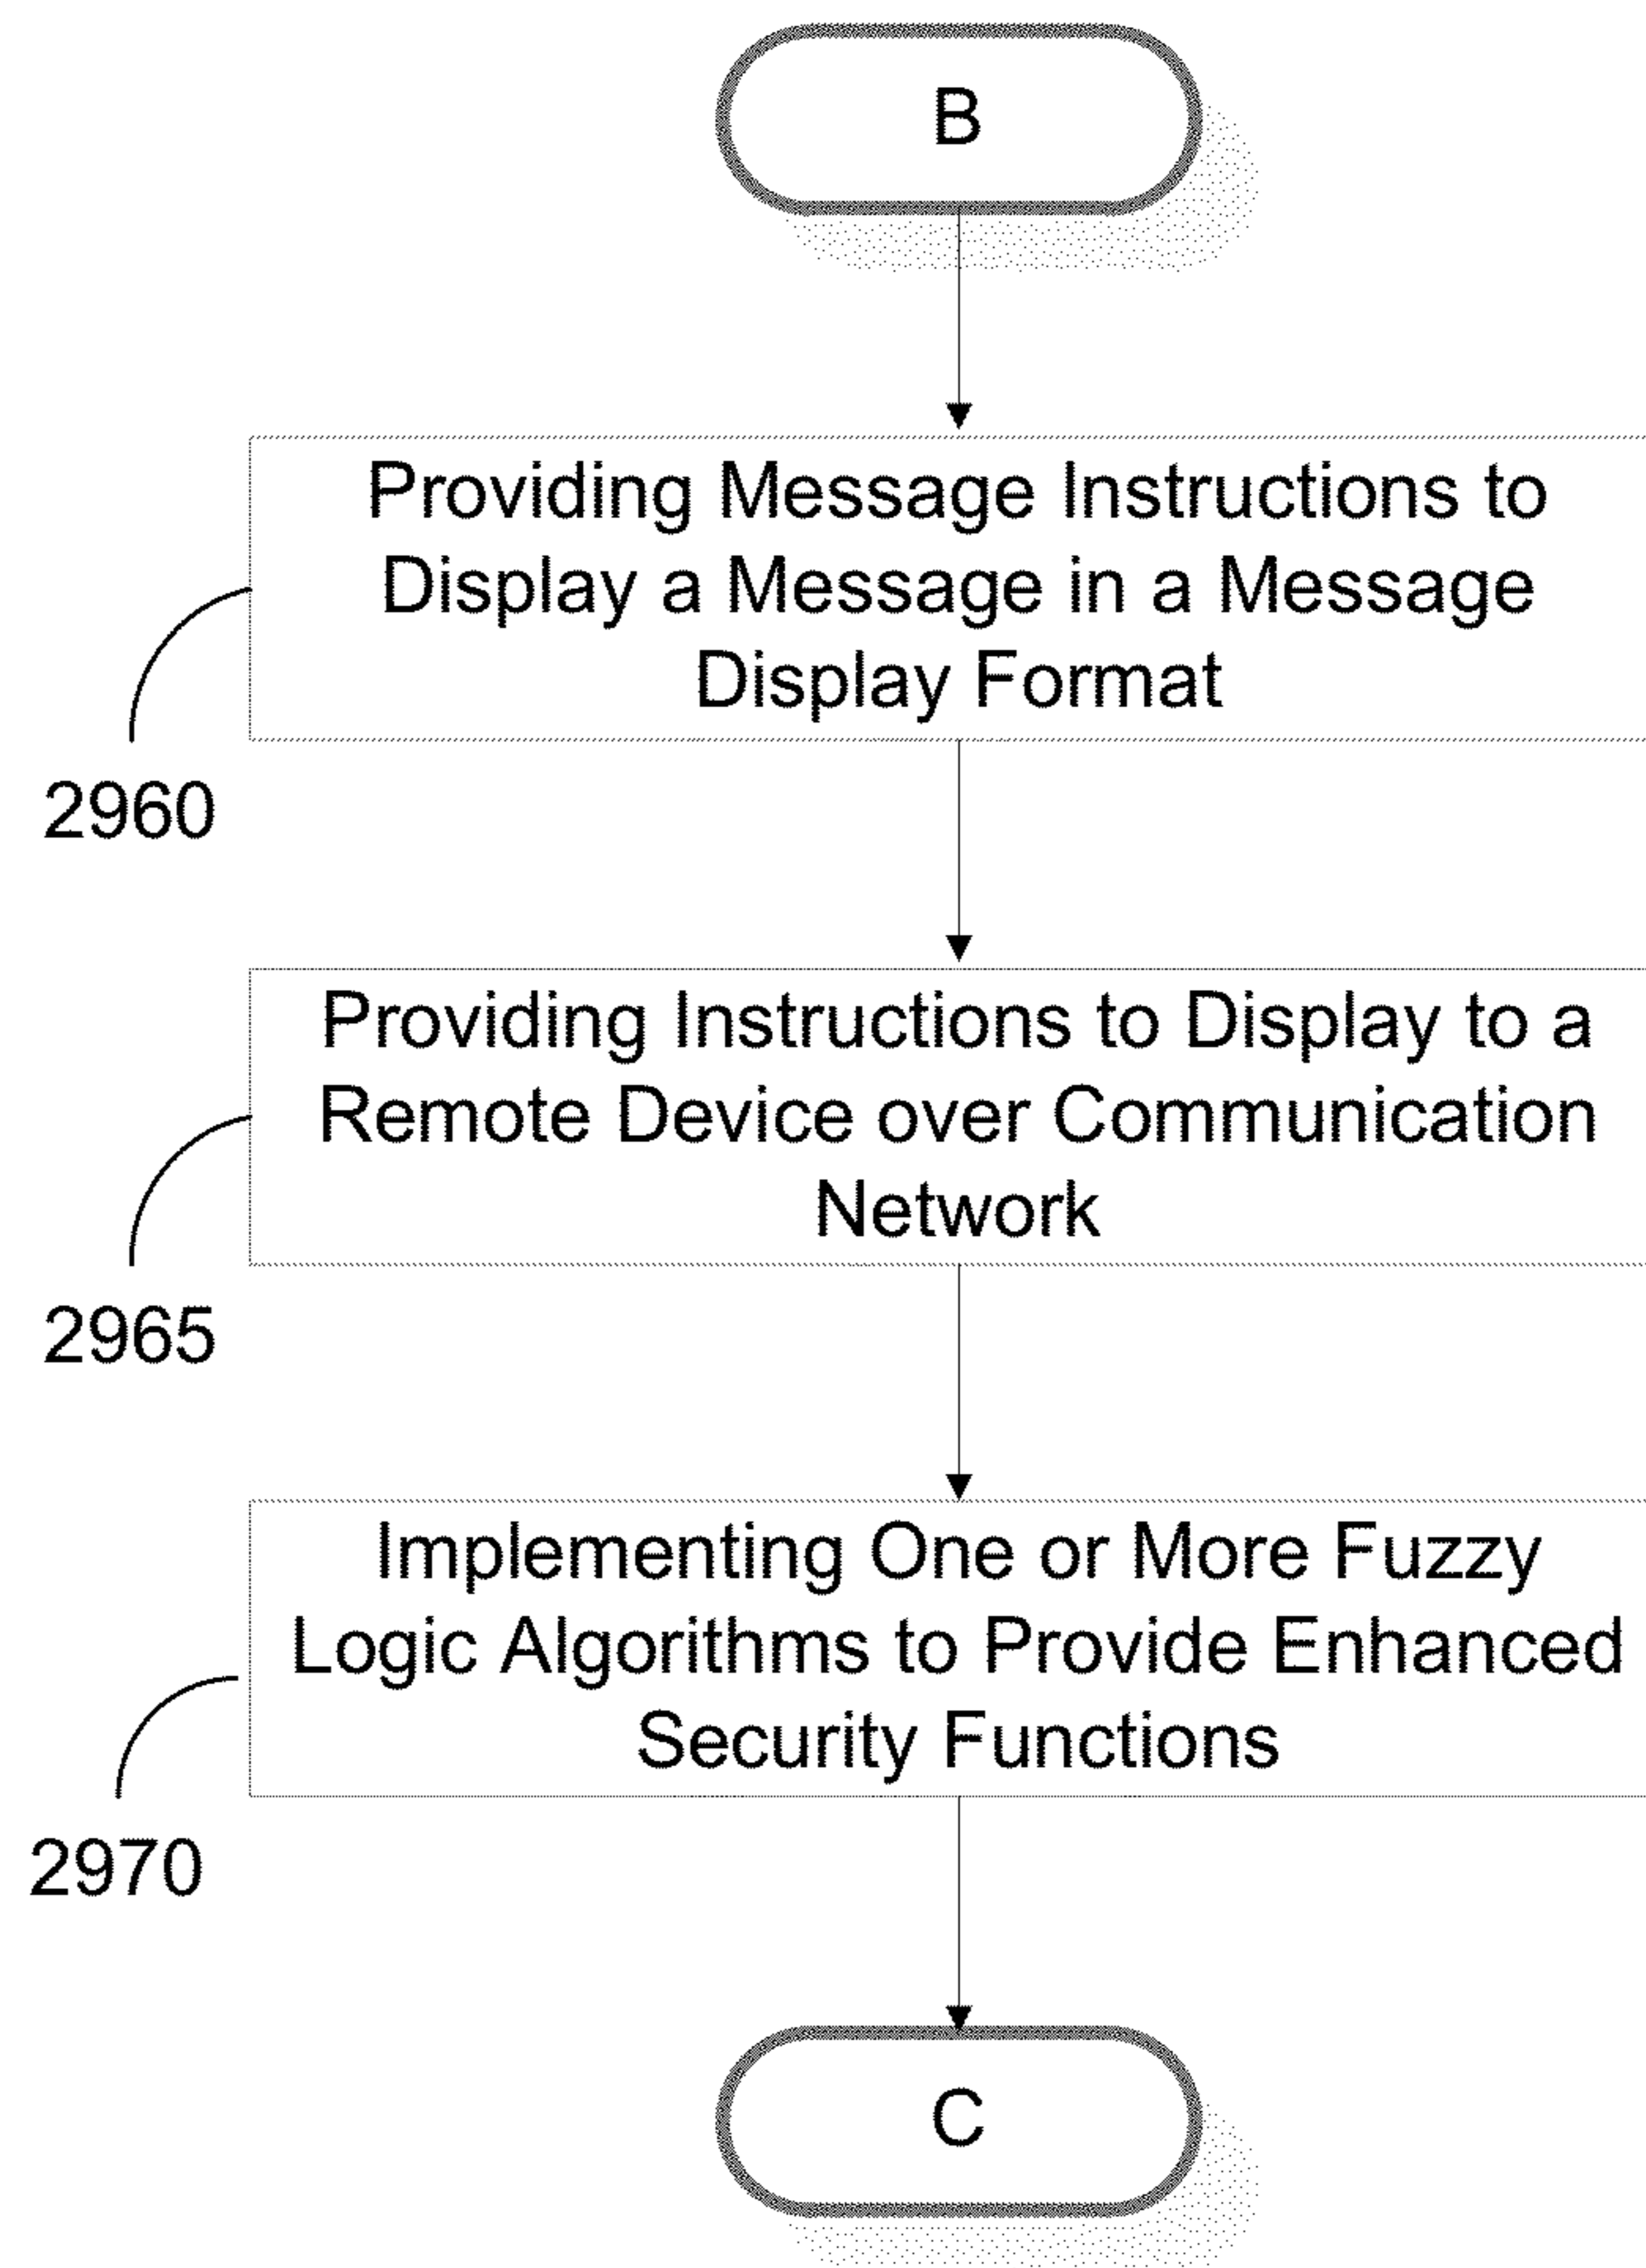 B
Providing Message Instructions to
Display a Message in a Message
Display Format
2960
Providing Instructions to Display to a
Remote Device over Communication
Network
2965
Implementing One or More Fuzzy
Logic Algorithms to Provide Enhanced
Security Functions
2970
C